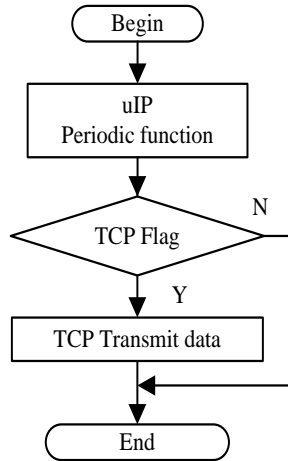 Begin
uIP
Periodic function
TCP Flag
N
Y
TCP Transmit data
End